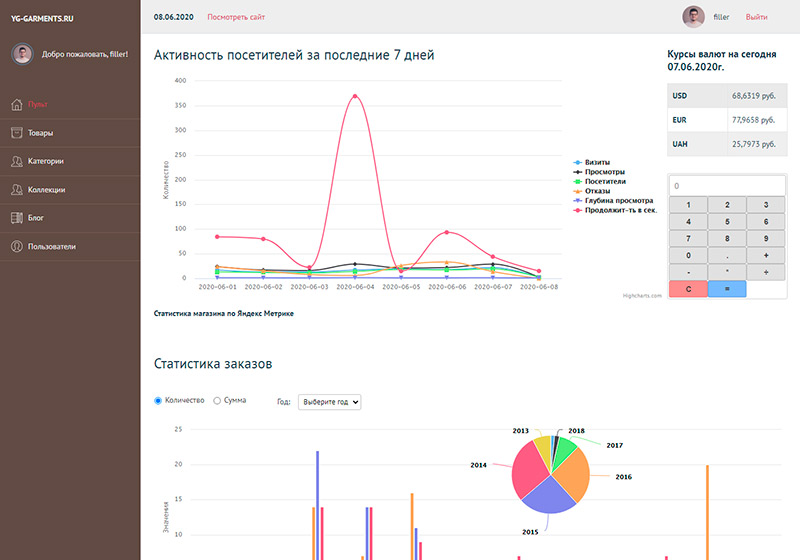 YG-GARMENTS.RU
08.06.2020 Посмотреть сайт filler Выйти
Добро пожаловать, filler!
Пульт
Товары
Категории
Коллекции
Блог
Пользователи
Активность посетителей за последние 7 дней
400
350
300
250
200
150
100
50
0
Количество
2020-06-01 2020-06-02 2020-06-03 2020-06-04 2020-06-05 2020-06-06 2020-06-07 2020-06-08
Визиты
Просмотры
Посетители
Отказы
Глубина просмотра
Продолжит-ть в сек.
Highcharts.com
Статистика магазина по Яндекс Метрике
Курсы валют на сегодня
07.06.2020г.
USD 68,6319 руб.
EUR 77,9658 руб.
UAH 25,7973 руб.
0
1 2 3
4 5 6
7 8 9
0 . +
- * ÷
C =
Статистика заказов
Количество Сумма Год: Выберите год
25
20
15
10
Значения
2013 2018
2017
2014
2016
2015